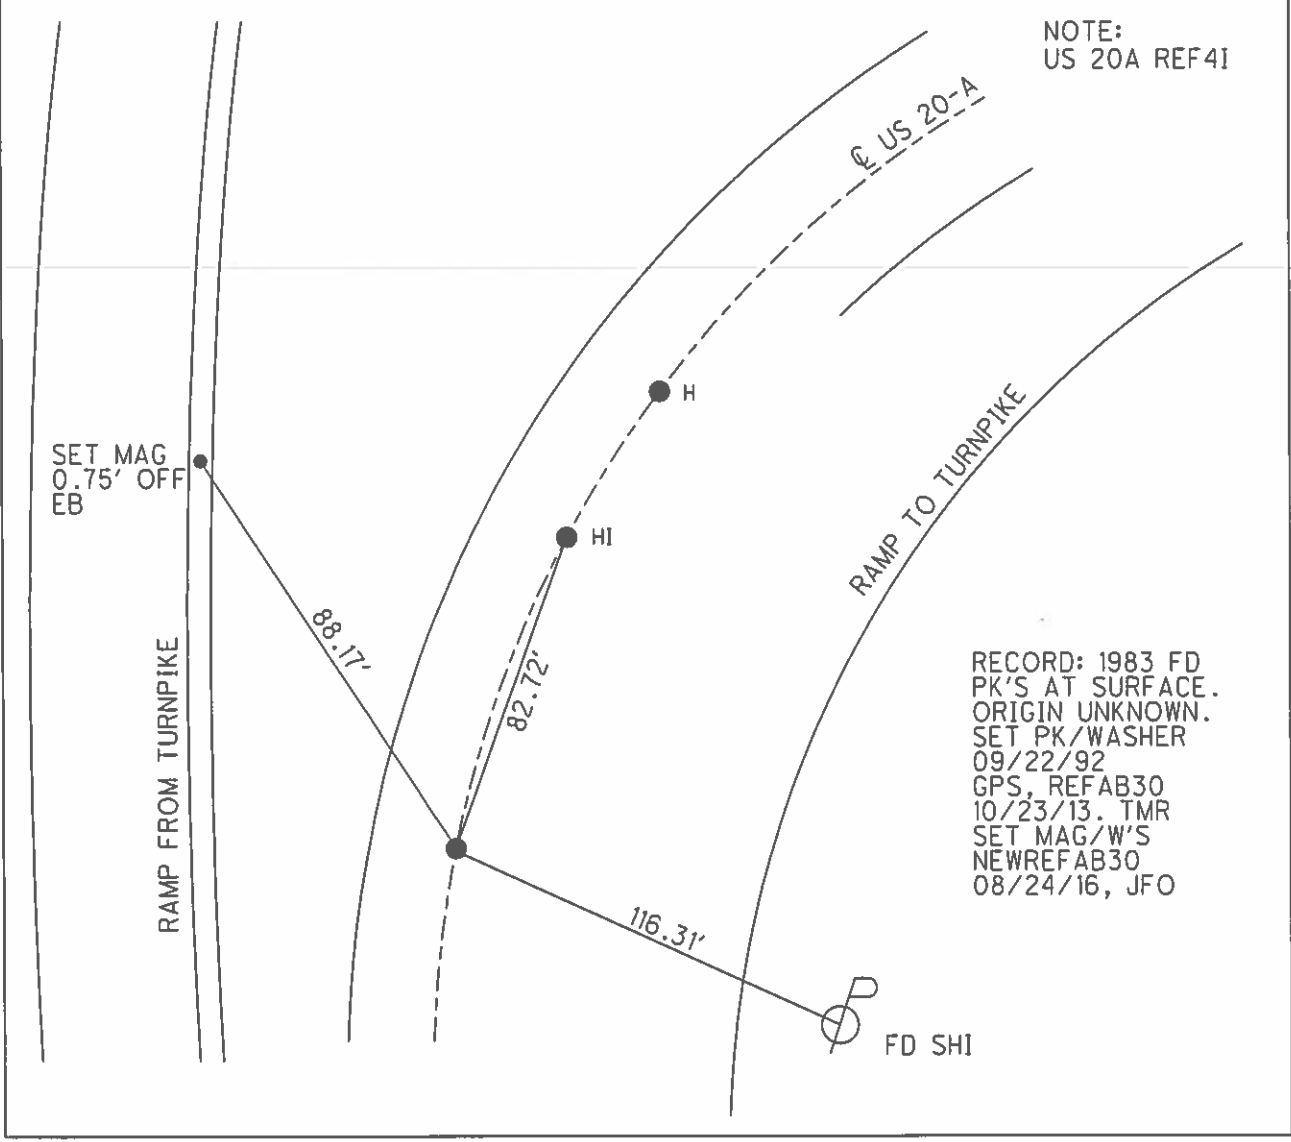 NOTE:
US 20A REF4I
℄ US 20-A
H
SET MAG
0.75' OFF
EB
HI
RAMP TO TURNPIKE
88.17'
82.72'
RAMP FROM TURNPIKE
RECORD: 1983 FD
PK'S AT SURFACE.
ORIGIN UNKNOWN.
SET PK/WASHER
09/22/92
GPS, REFAB30
10/23/13. TMR
SET MAG/W'S
NEWREFAB30
08/24/16, JFO
116.31'
P
FD SHI